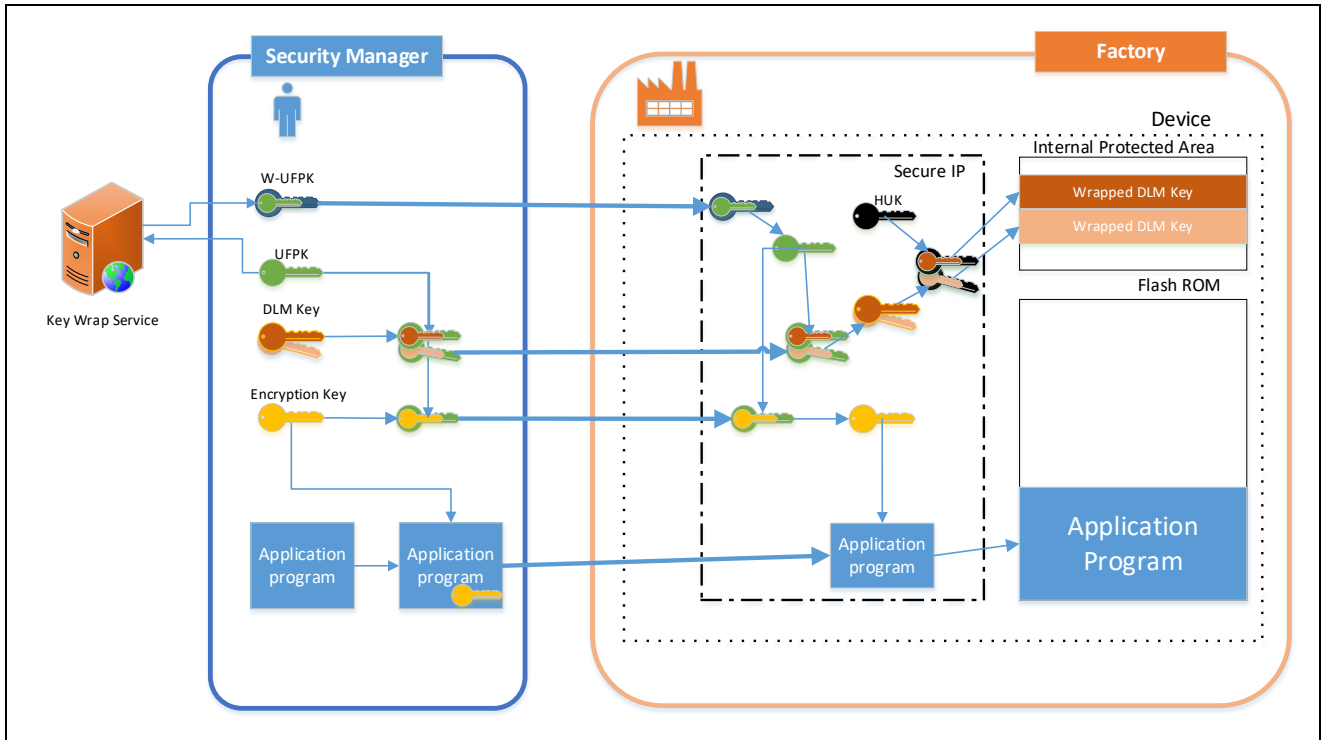 Security Manager
Factory
Device
Internal Protected Area
Secure IP
W-UFPK
HUK
Wrapped DLM Key
Wrapped DLM Key
UFPK
Flash ROM
DLM Key
Key Wrap Service
Encryption Key
Application
program
Application
program
Application
program
Application
Program